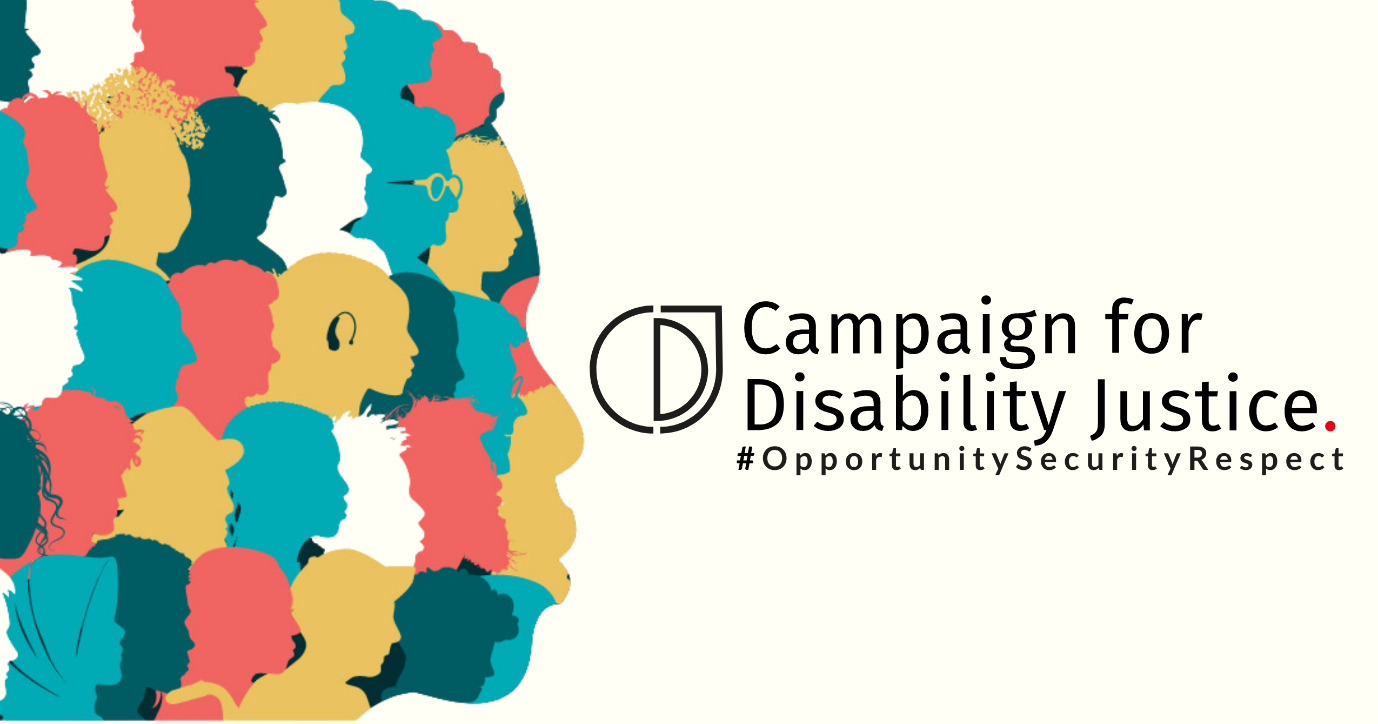 Campaign for
Disability Justice.
#OpportunitySecurityRespect